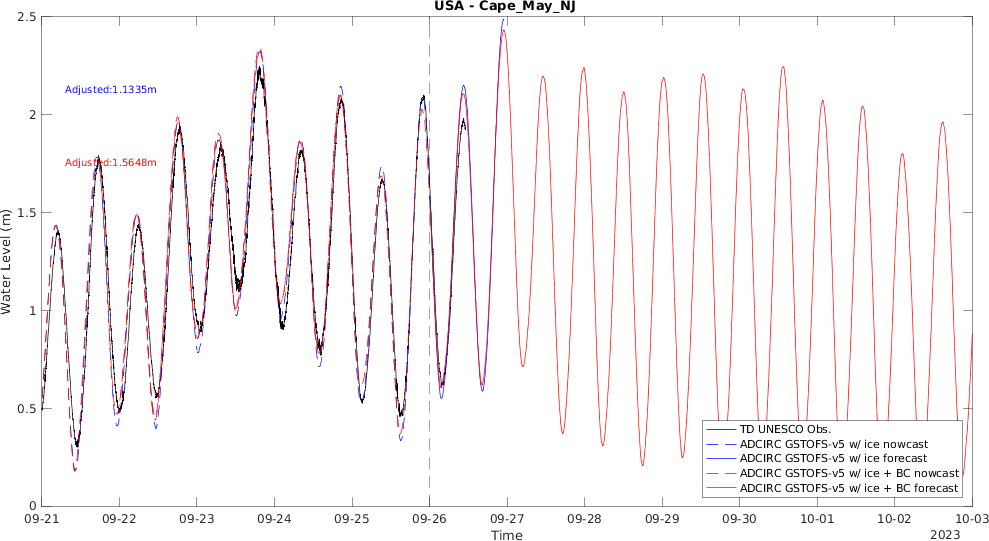 USA - Cape_May_NJ
2.5
2
1.5
1
0.5
0
Water Level (m)
Adjusted:1.1335m
Adjusted:1.5648m
TD UNESCO Obs.
ADCIRC GSTOFS-v5 w/ ice nowcast
ADCIRC GSTOFS-v5 w/ ice forecast
ADCIRC GSTOFS-v5 w/ ice + BC nowcast
ADCIRC GSTOFS-v5 w/ ice + BC forecast
09-21 09-22 09-23 09-24 09-25 09-26 09-27 09-28 09-29 09-30 10-01 10-02 10-03
Time
2023